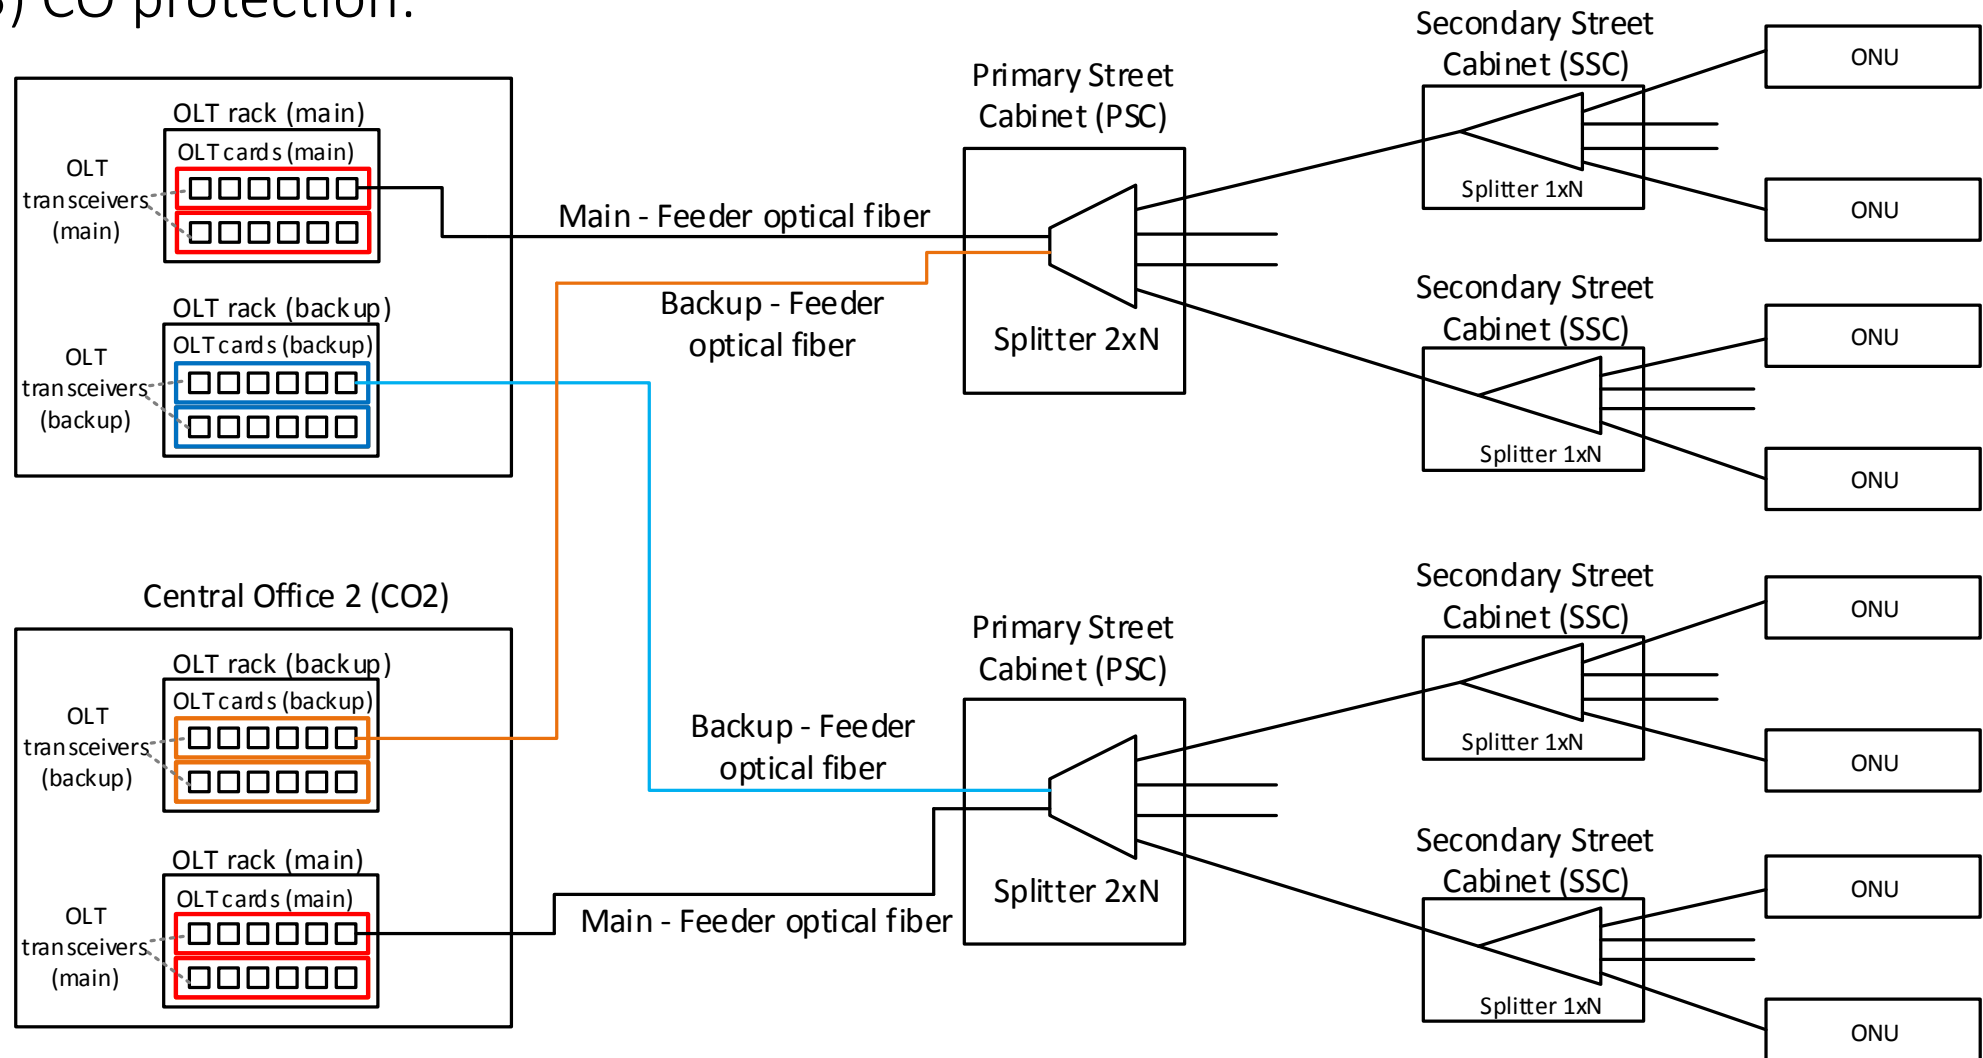 CO protection:
Secondary Street
Cabinet (SSC)
ONU
Primary Street
Cabinet (PSC)
OLT rack (main)
OLT cards (main)
OLT
transceivers
(main)
Splitter 1xN
ONU
Main - Feeder optical fiber
OLT rack (backup)
OLT cards (backup)
OLT
transceivers
(backup)
Backup - Feeder
optical fiber
Splitter 2xN
Secondary Street
Cabinet (SSC)
ONU
Splitter 1xN
ONU
Central Office 2 (CO2)
Secondary Street
Cabinet (SSC)
ONU
Primary Street
Cabinet (PSC)
OLT rack (backup)
OLT cards (backup)
OLT
transceivers
(backup)
Backup - Feeder
optical fiber
Splitter 1xN
ONU
OLT rack (main)
OLT cards (main)
OLT
transceivers
(main)
Main - Feeder optical fiber
Splitter 2xN
Secondary Street
Cabinet (SSC)
ONU
Splitter 1xN
ONU